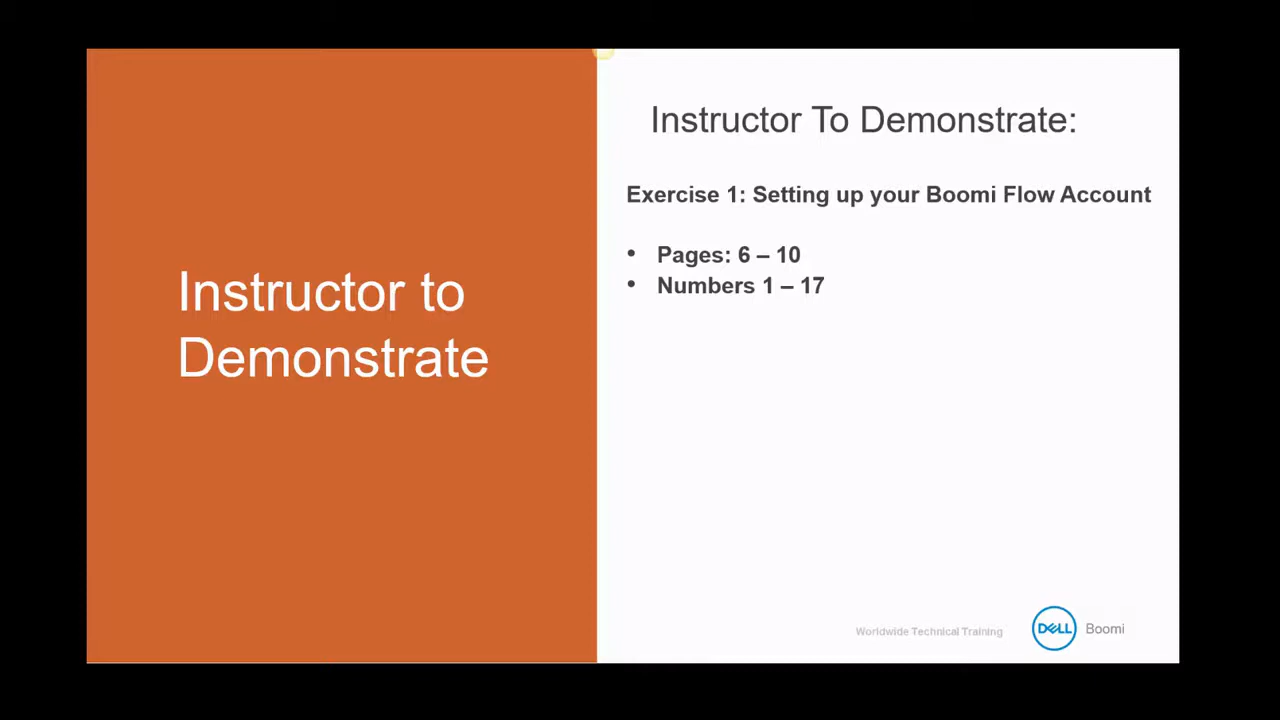 Instructor to
Demonstrate
Instructor To Demonstrate:
Exercise 1: Setting up your Boomi Flow Account
• Pages: 6 – 10
• Numbers 1 – 17
Worldwide Technical Training
DELL Boomi